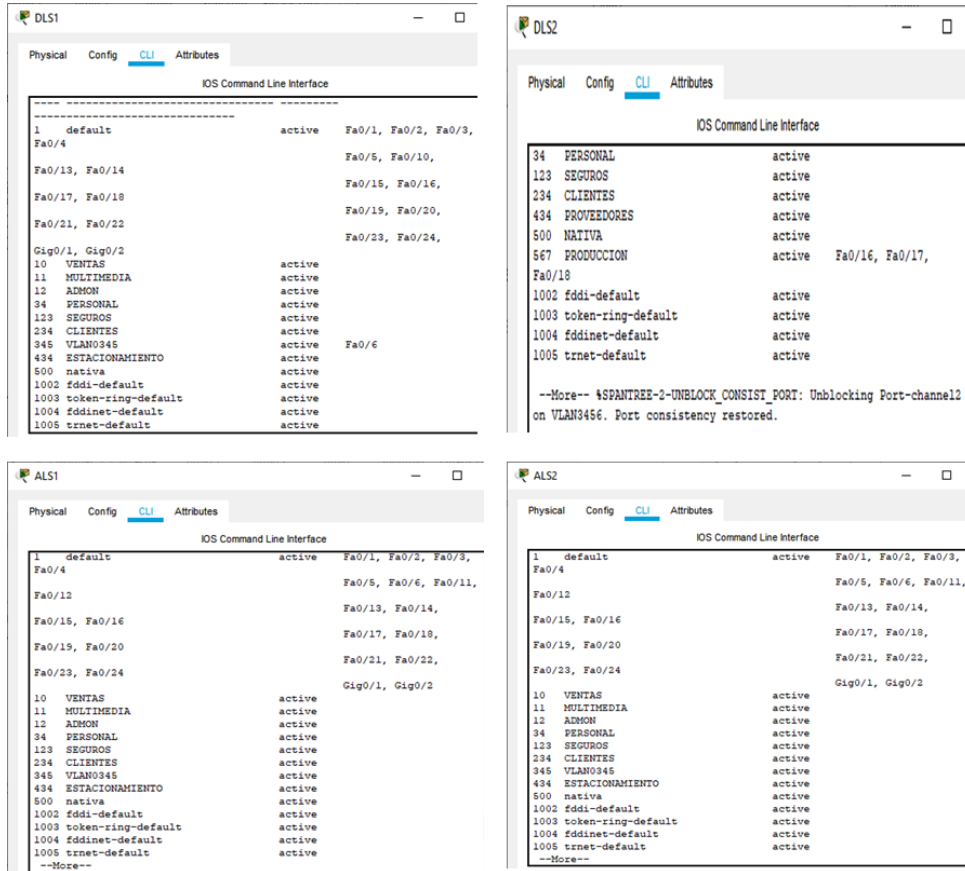 DLS1
Physical Config CLI Attributes
IOS Command Line Interface
---- -------------------------------- ---------
-------------------------------
1 default active Fa0/1, Fa0/2, Fa0/3,
Fa0/4
Fa0/5, Fa0/10,
Fa0/13, Fa0/14
Fa0/15, Fa0/16,
Fa0/17, Fa0/18
Fa0/19, Fa0/20,
Fa0/21, Fa0/22
Fa0/23, Fa0/24,
Gig0/1, Gig0/2
10 VENTAS active
11 MULTIMEDIA active
12 ADMON active
34 PERSONAL active
123 SEGUROS active
234 CLIENTES active
345 VLAN0345 active Fa0/6
434 ESTACIONAMIENTO active
500 nativa active
1002 fddi-default active
1003 token-ring-default active
1004 fddinet-default active
1005 trnet-default active
DLS2
Physical Config CLI Attributes
IOS Command Line Interface
34 PERSONAL active
123 SEGUROS active
234 CLIENTES active
434 PROVEEDORES active
500 NATIVA active
567 PRODUCCION active Fa0/16, Fa0/17,
Fa0/18
1002 fddi-default active
1003 token-ring-default active
1004 fddinet-default active
1005 trnet-default active
--More-- %SPANTREE-2-UNBLOCK_CONSIST_PORT: Unblocking Port-channel2
on VLAN3456. Port consistency restored.
ALS1
Physical Config CLI Attributes
IOS Command Line Interface
1 default active Fa0/1, Fa0/2, Fa0/3,
Fa0/4
Fa0/5, Fa0/6, Fa0/11,
Fa0/12
Fa0/13, Fa0/14,
Fa0/15, Fa0/16
Fa0/17, Fa0/18,
Fa0/19, Fa0/20
Fa0/21, Fa0/22,
Fa0/23, Fa0/24
Gig0/1, Gig0/2
10 VENTAS active
11 MULTIMEDIA active
12 ADMON active
34 PERSONAL active
123 SEGUROS active
234 CLIENTES active
345 VLAN0345 active
434 ESTACIONAMIENTO active
500 nativa active
1002 fddi-default active
1003 token-ring-default active
1004 fddinet-default active
1005 trnet-default active
--More--
ALS2
Physical Config CLI Attributes
IOS Command Line Interface
1 default active Fa0/1, Fa0/2, Fa0/3,
Fa0/4
Fa0/5, Fa0/6, Fa0/11,
Fa0/12
Fa0/13, Fa0/14,
Fa0/15, Fa0/16
Fa0/17, Fa0/18,
Fa0/19, Fa0/20
Fa0/21, Fa0/22,
Fa0/23, Fa0/24
Gig0/1, Gig0/2
10 VENTAS active
11 MULTIMEDIA active
12 ADMON active
34 PERSONAL active
123 SEGUROS active
234 CLIENTES active
345 VLAN0345 active
434 ESTACIONAMIENTO active
500 nativa active
1002 fddi-default active
1003 token-ring-default active
1004 fddinet-default active
1005 trnet-default active
--More--